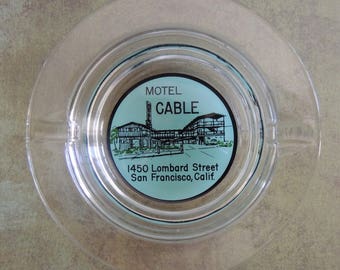 MOTEL
CABLE
1450 Lombard Street
San Francisco, Calif.